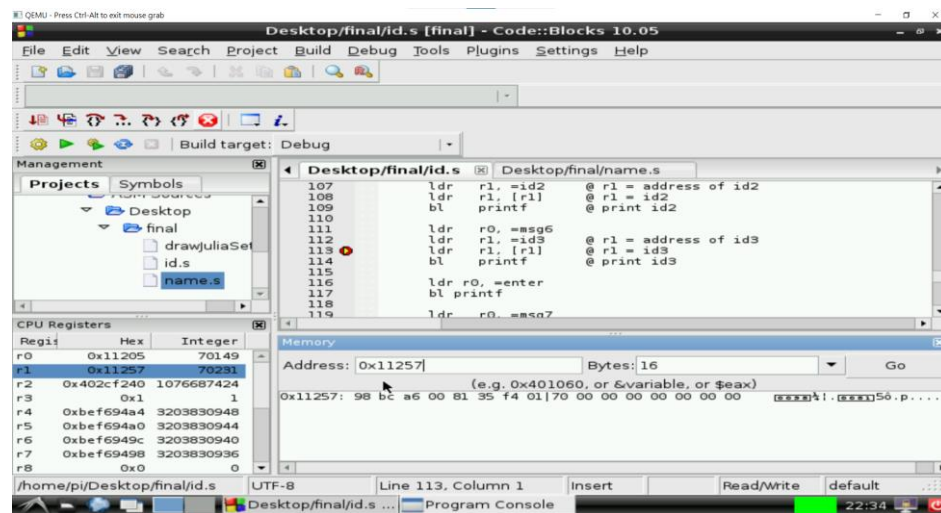 QEMU - Press Ctrl-Alt to exit mouse grab
Desktop/final/id.s [final] - Code::Blocks 10.05
File Edit View Search Project Build Debug Tools Plugins Settings Help
Build target: Debug
Management
Projects Symbols
Desktop
final
drawJuliaSet
id.s
name.s
Desktop/final/id.s Desktop/final/name.s
107 ldr r1, =id2 @ r1 = address of id2
108 ldr r1, [r1] @ r1 = id2
109 bl printf @ print id2
110
111 ldr r0, =msg6
112 ldr r1, =id3 @ r1 = address of id3
113 ldr r1, [r1] @ r1 = id3
114 bl printf @ print id3
115
116 ldr r0, =enter
117 bl printf
118
119 ldr r0, =msg7
CPU Registers
Regis Hex Integer
r0 0x11205 70149
r1 0x11257 70231
r2 0x402cf240 1076687424
r3 0x1 1
r4 0xbef694a4 3203830948
r5 0xbef694a0 3203830944
r6 0xbef6949c 3203830940
r7 0xbef69498 3203830936
r8 0x0 0
Memory
Address: 0x11257 Bytes: 16 Go
(e.g. 0x401060, or &variable, or $eax)
0x11257: 98 bc a6 00 81 35 f4 01|70 00 00 00 00 00 00 00
/home/pi/Desktop/final/id.s UTF-8 Line 113, Column 1 Insert Read/Write default
Desktop/final/id.s ... Program Console 22:34